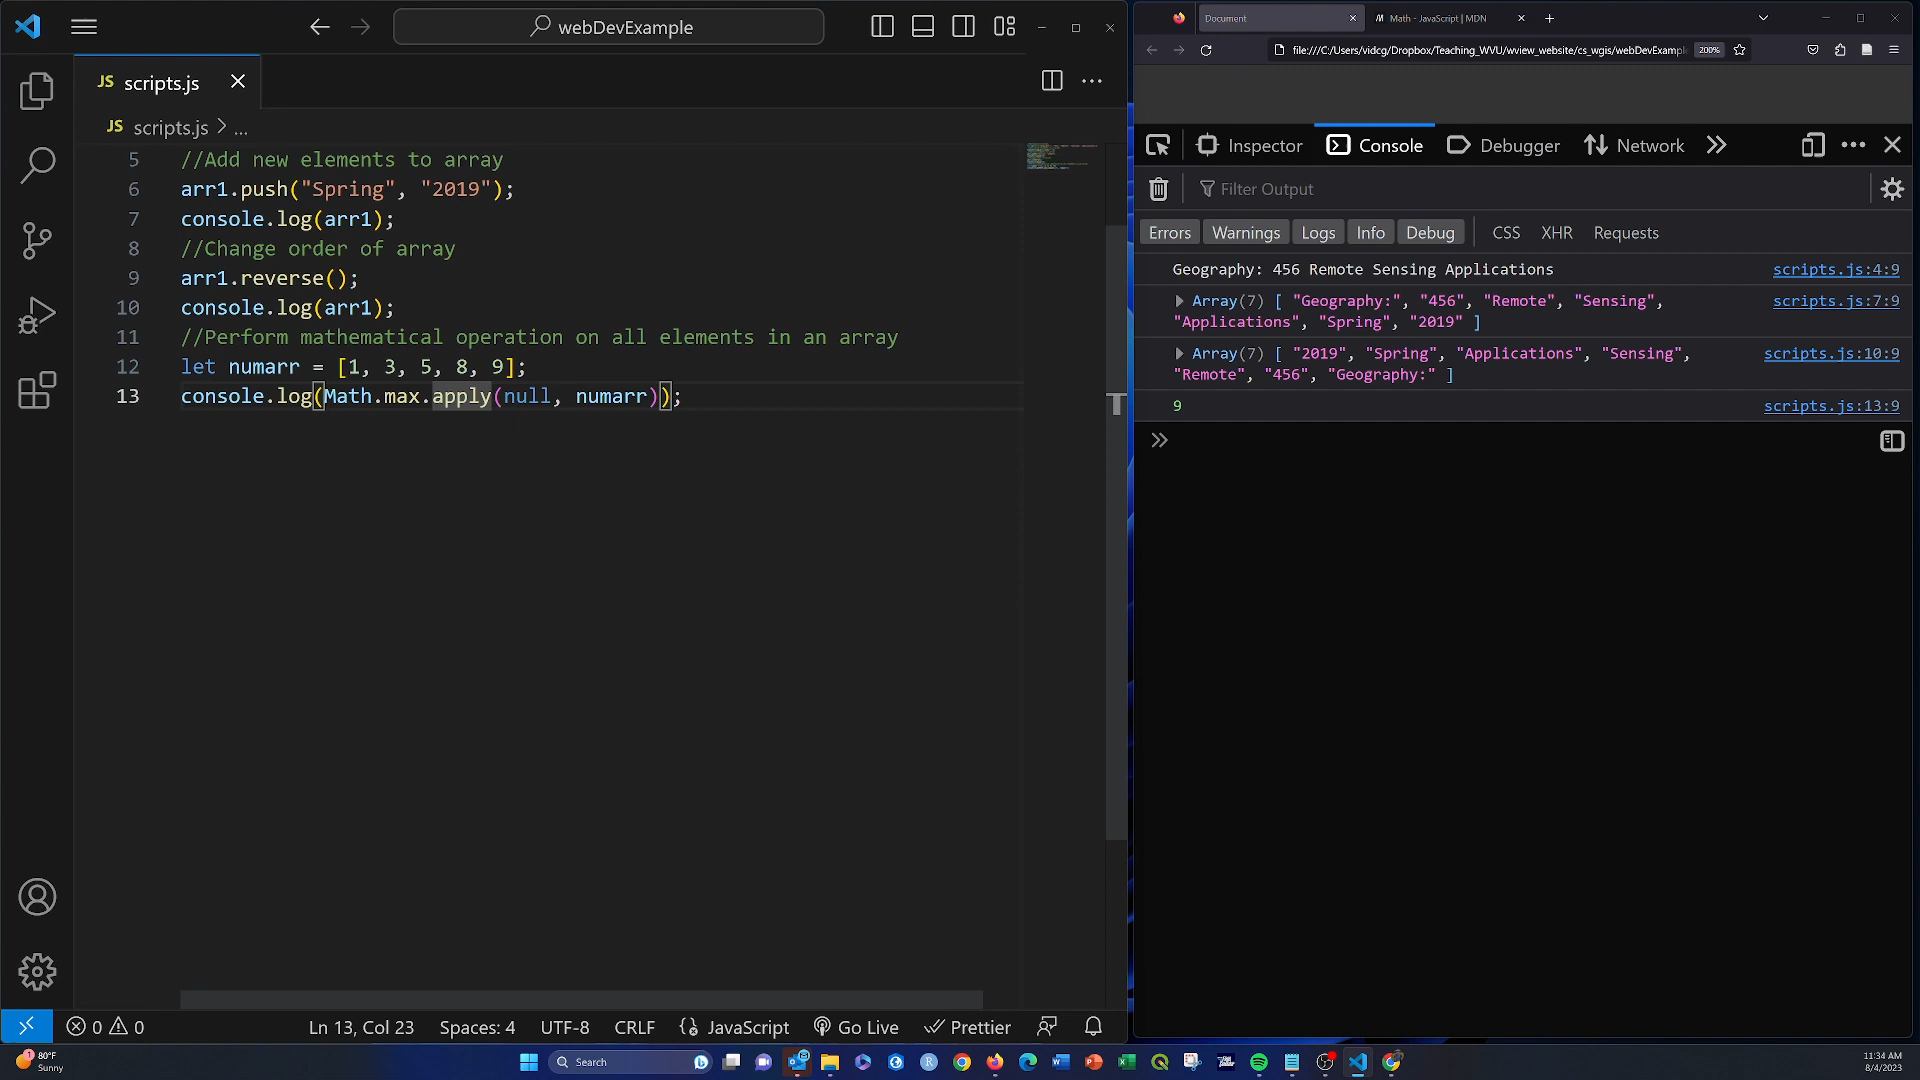 webDevExample
JS scripts.js
JS scripts.js > ...
5 //Add new elements to array
6 arr1.push("Spring", "2019");
7 console.log(arr1);
8 //Change order of array
9 arr1.reverse();
10 console.log(arr1);
11 //Perform mathematical operation on all elements in an array
12 let numarr = [1, 3, 5, 8, 9];
13 console.log(Math.max.apply(null, numarr));
0 0 Ln 13, Col 23 Spaces: 4 UTF-8 CRLF JavaScript Go Live Prettier
Document Math - JavaScript | MDN
file:///C:/Users/vidcg/Dropbox/Teaching_WVU/wview_website/cs_wgis/webDevExample 200%
Inspector Console Debugger Network
Filter Output
Errors Warnings Logs Info Debug CSS XHR Requests
Geography: 456 Remote Sensing Applications scripts.js:4:9
Array(7) [ "Geography:", "456", "Remote", "Sensing", scripts.js:7:9
"Applications", "Spring", "2019" ]
Array(7) [ "2019", "Spring", "Applications", "Sensing", scripts.js:10:9
"Remote", "456", "Geography:" ]
9 scripts.js:13:9
80°F
Sunny
Search
11:34 AM
8/4/2023